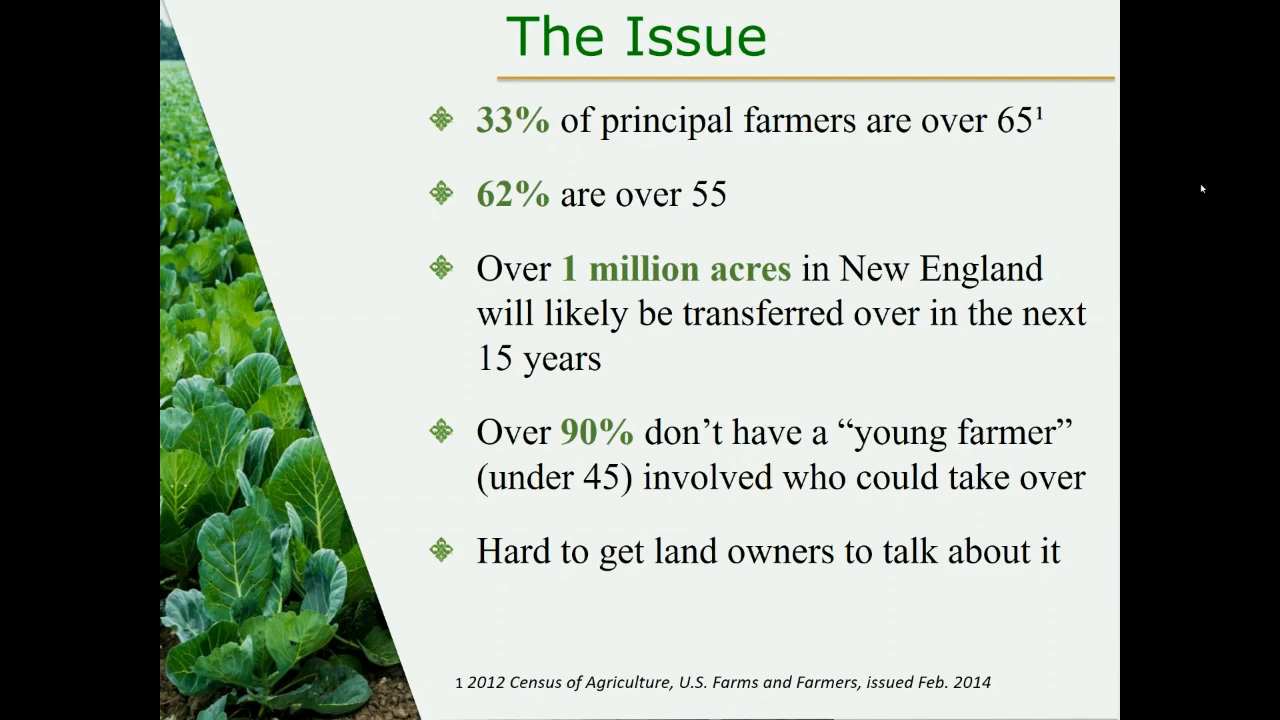 The Issue
33% of principal farmers are over 65¹
62% are over 55
Over 1 million acres in New England
will likely be transferred over in the next
15 years
Over 90% don’t have a “young farmer”
(under 45) involved who could take over
Hard to get land owners to talk about it
1 2012 Census of Agriculture, U.S. Farms and Farmers, issued Feb. 2014